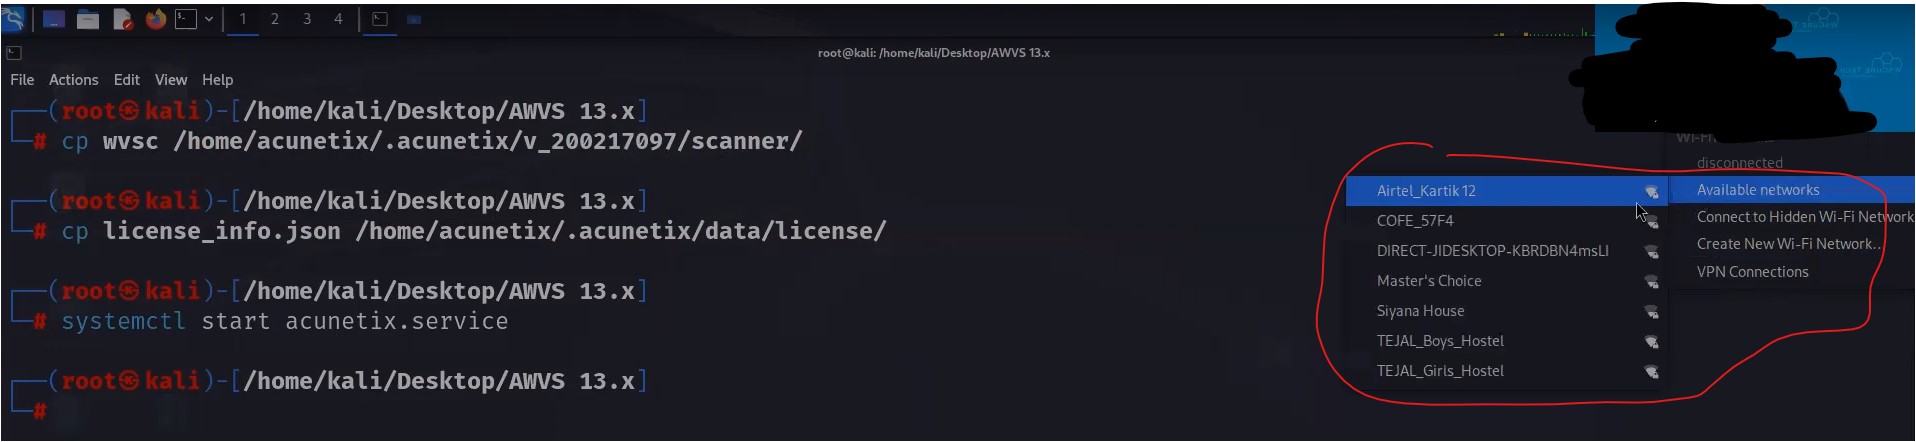 1 2 3 4
root@kali: /home/kali/Desktop/AWVS 13.x
File Actions Edit View Help
┌──(root㉿kali)-[/home/kali/Desktop/AWVS 13.x]
└─# cp wvsc /home/acunetix/.acunetix/v_200217097/scanner/
┌──(root㉿kali)-[/home/kali/Desktop/AWVS 13.x]
└─# cp license_info.json /home/acunetix/.acunetix/data/license/
┌──(root㉿kali)-[/home/kali/Desktop/AWVS 13.x]
└─# systemctl start acunetix.service
┌──(root㉿kali)-[/home/kali/Desktop/AWVS 13.x]
└─#
disconnected
Available networks
Connect to Hidden Wi-Fi Network
Create New Wi-Fi Network...
VPN Connections
Airtel_Kartik 12
COFE_57F4
DIRECT-JIDESKTOP-KBRDBN4msLI
Master's Choice
Siyana House
TEJAL_Boys_Hostel
TEJAL_Girls_Hostel